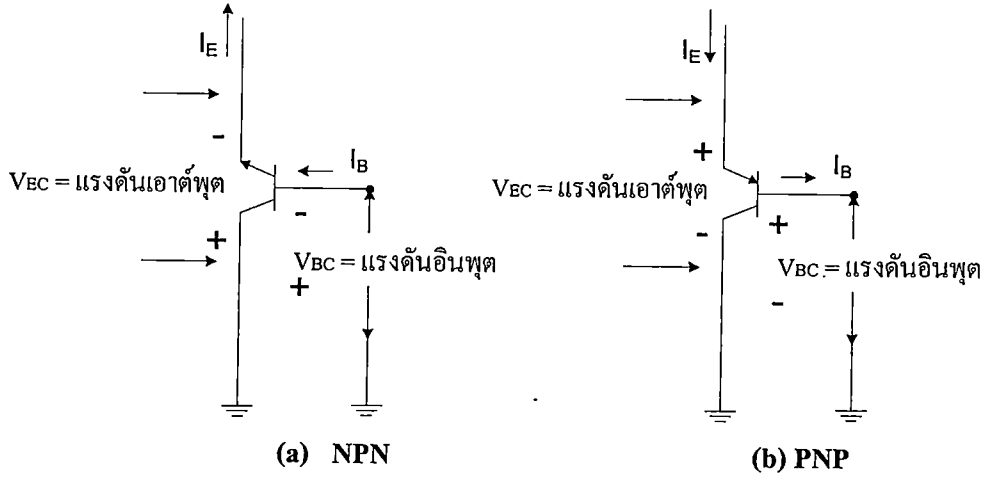 I_E
-
I_B
V_EC = แรงดันเอาต์พุต
-
+
V_BC = แรงดันอินพุต
+
(a) NPN
I_E
+
I_B
V_EC = แรงดันเอาต์พุต
-
+
V_BC = แรงดันอินพุต
-
(b) PNP